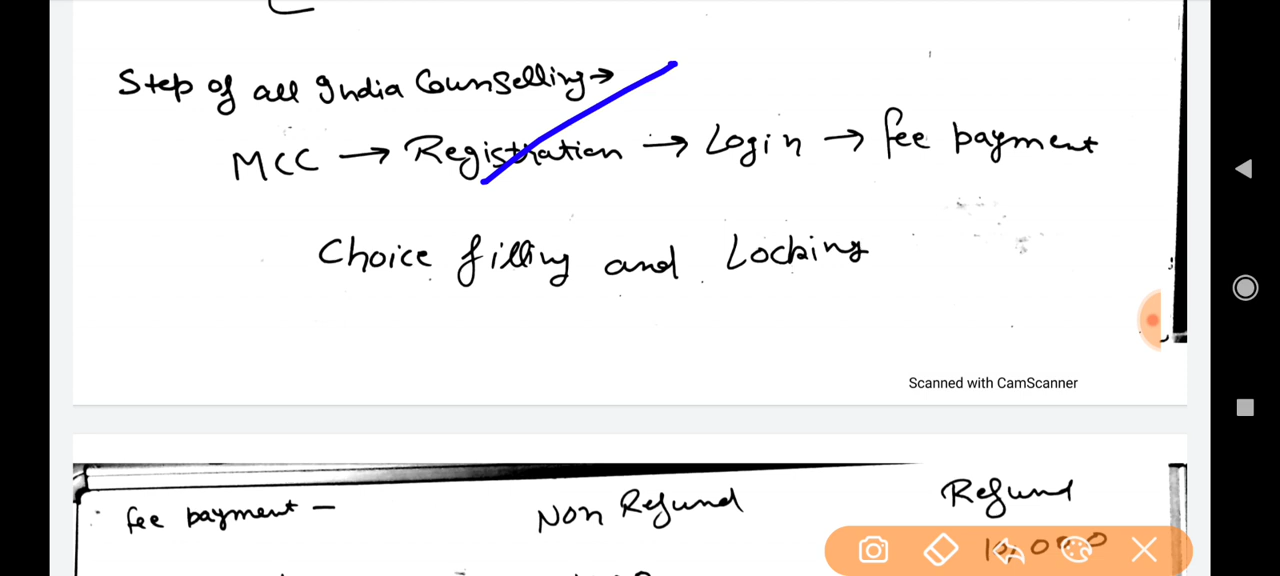 Step of all India Counselling →
MCC → Registration → Login → fee payment
Choice filling and Locking
Scanned with CamScanner
fee payment — Non Refund Refund